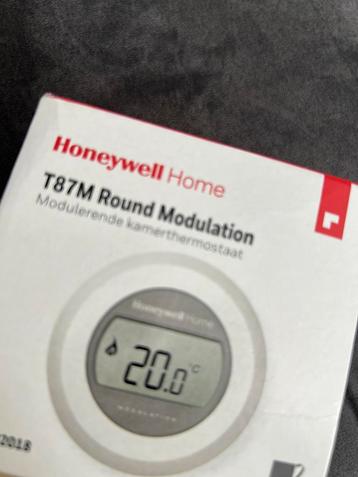 Honeywell Home
T87M Round Modulation
Modulerende kamerthermostaat
Honeywell Home
20.0 °C
MODULATION
2018